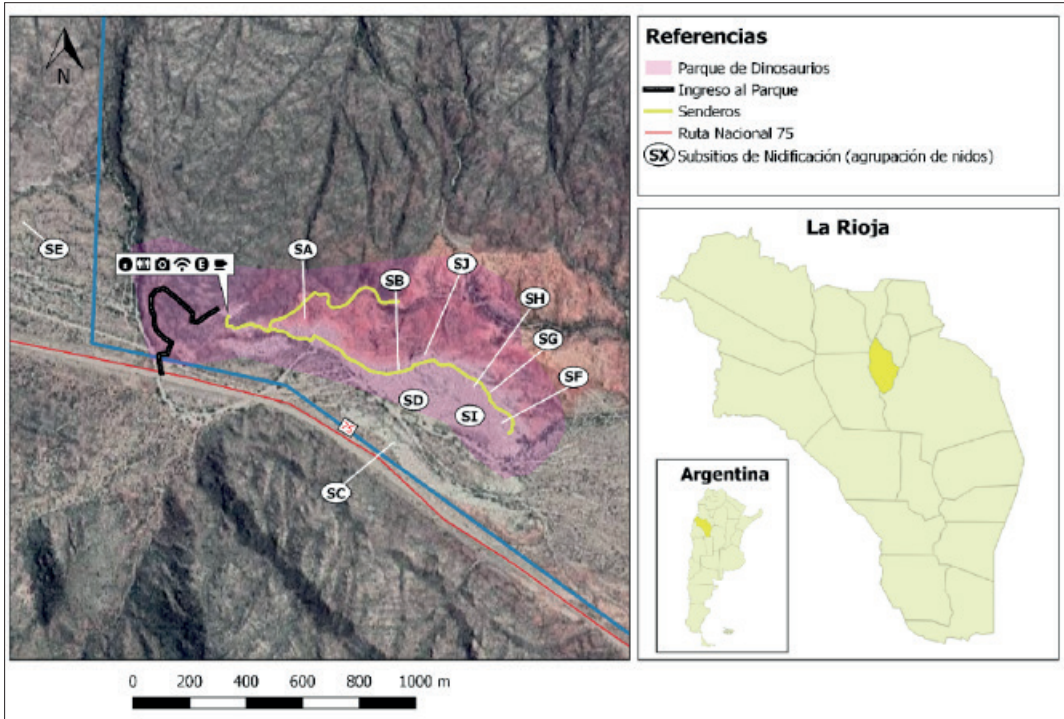 N
SE
SA
SB
SJ
SH
SG
SF
SD
SI
SC
75
E
0 200 400 600 800 1000 m
Referencias
Parque de Dinosaurios
Ingreso al Parque
Senderos
Ruta Nacional 75
SX Subsitios de Nidificación (agrupación de nidos)
La Rioja
Argentina